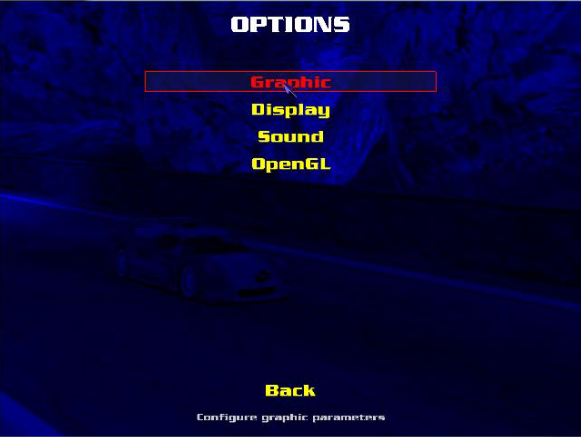 OPTIONS
Graphic
Display
Sound
OpenGL
Back
Configure graphic parameters